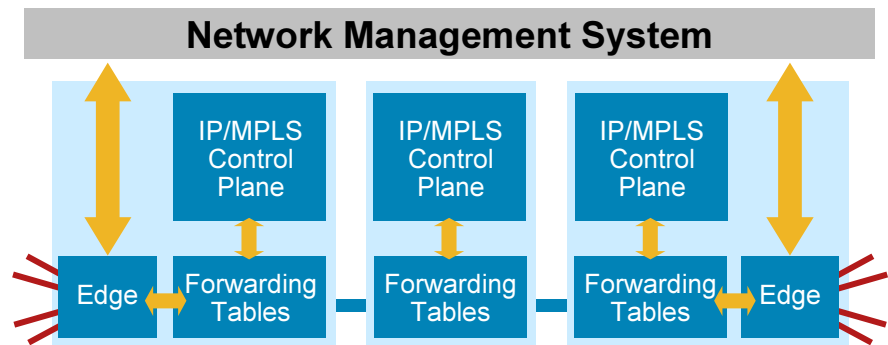 Network Management System
IP/MPLS
Control
Plane
IP/MPLS
Control
Plane
IP/MPLS
Control
Plane
Edge
Forwarding
Tables
Forwarding
Tables
Forwarding
Tables
Edge